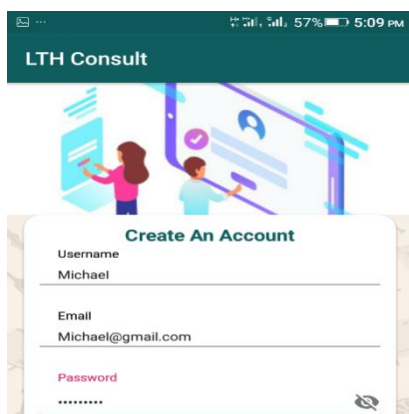 57% 5:09 PM
LTH Consult
Create An Account
Username
Michael
Email
Michael@gmail.com
Password
•••••••••